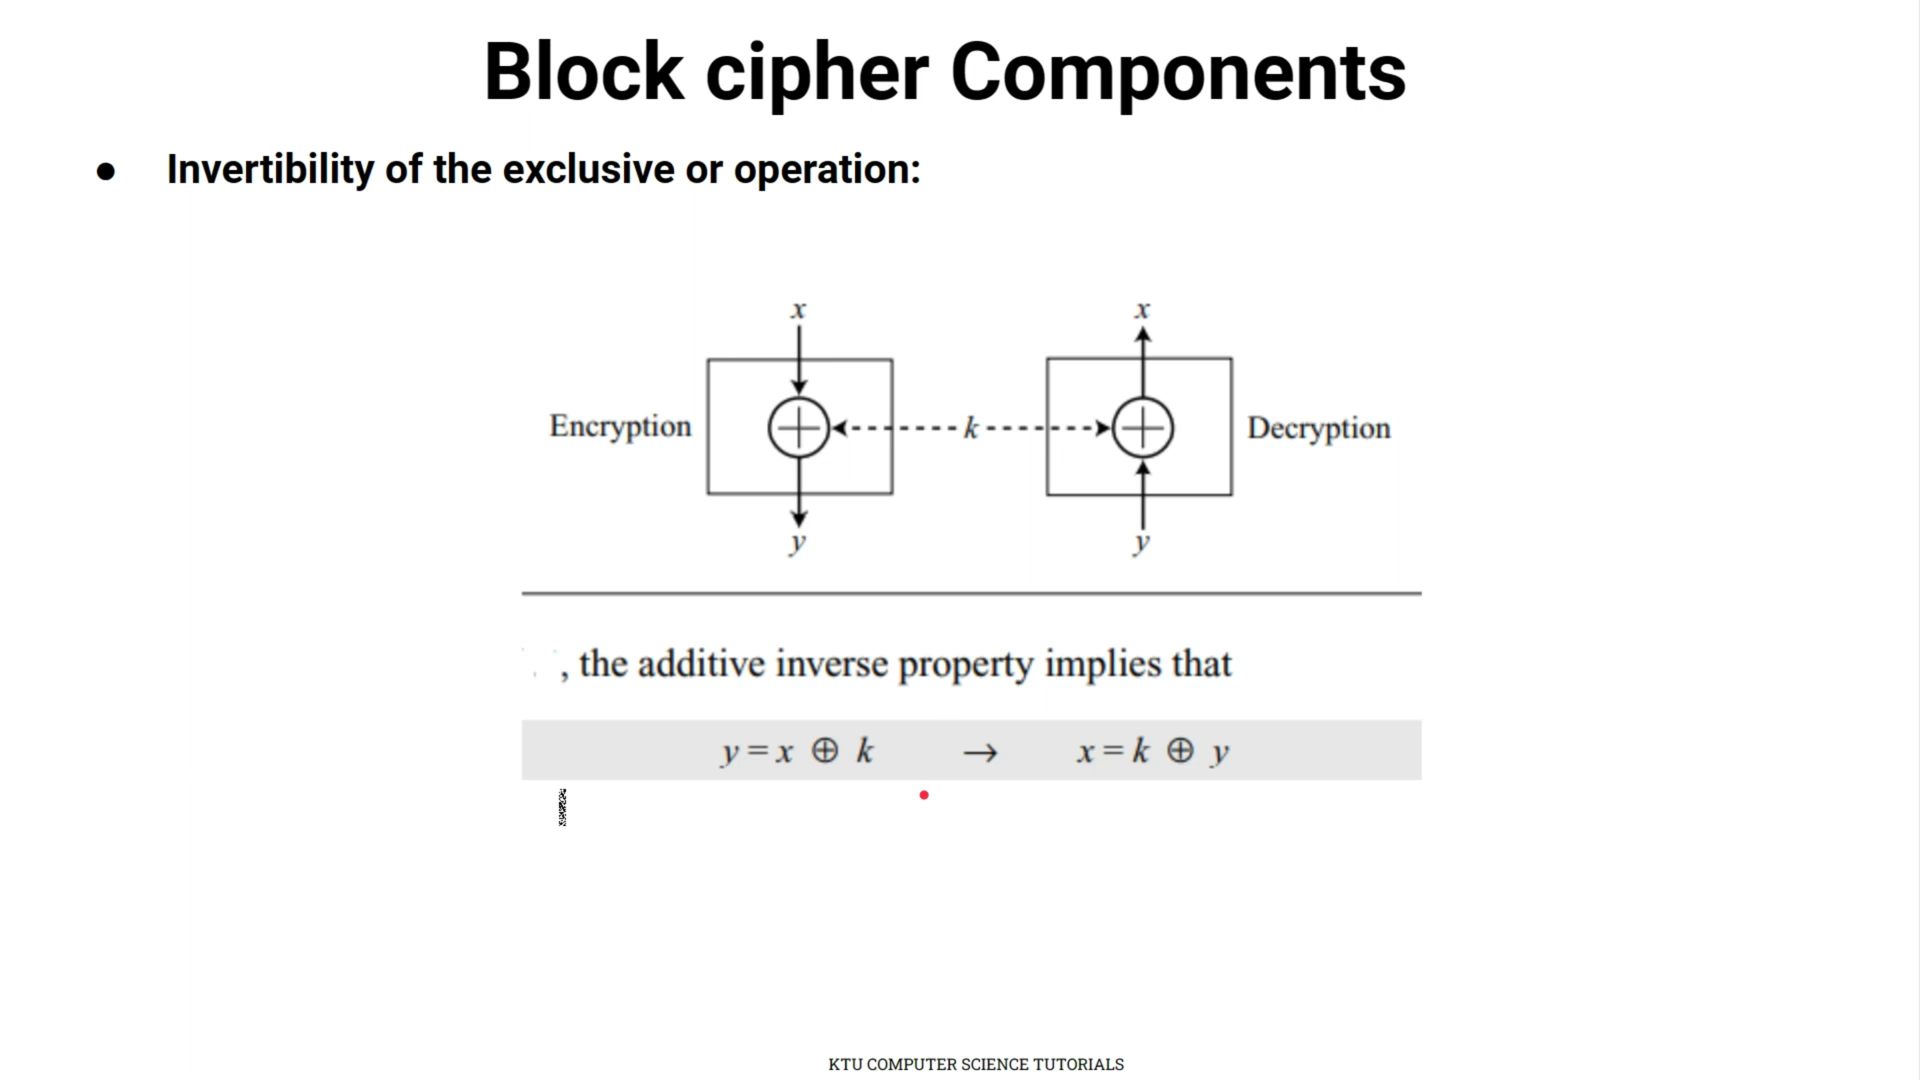 Block cipher Components
● Invertibility of the exclusive or operation:
x x
Encryption k Decryption
y y
, the additive inverse property implies that
y = x ⊕ k → x = k ⊕ y
KTU COMPUTER SCIENCE TUTORIALS